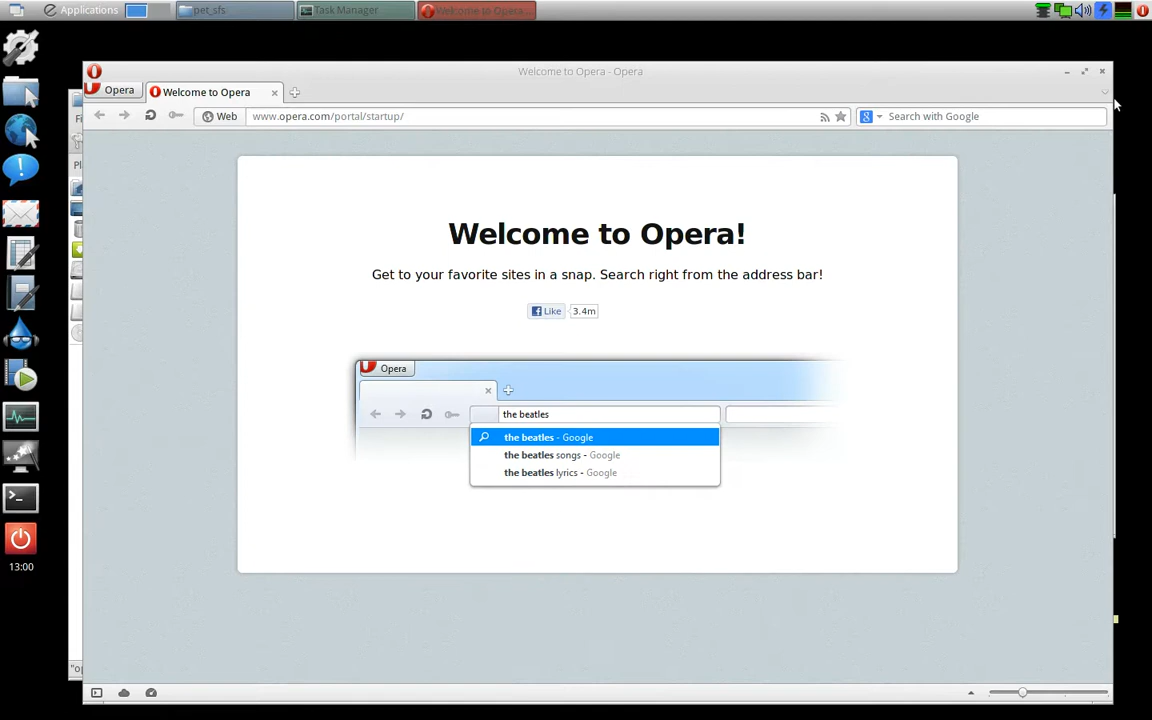 Applications
pet_sfs
Task Manager
Welcome to Opera ...
Welcome to Opera - Opera
Opera
Welcome to Opera
Web
www.opera.com/portal/startup/
Search with Google
Welcome to Opera!
Get to your favorite sites in a snap. Search right from the address bar!
Like
3.4m
Opera
the beatles
the beatles - Google
the beatles songs - Google
the beatles lyrics - Google
13:00